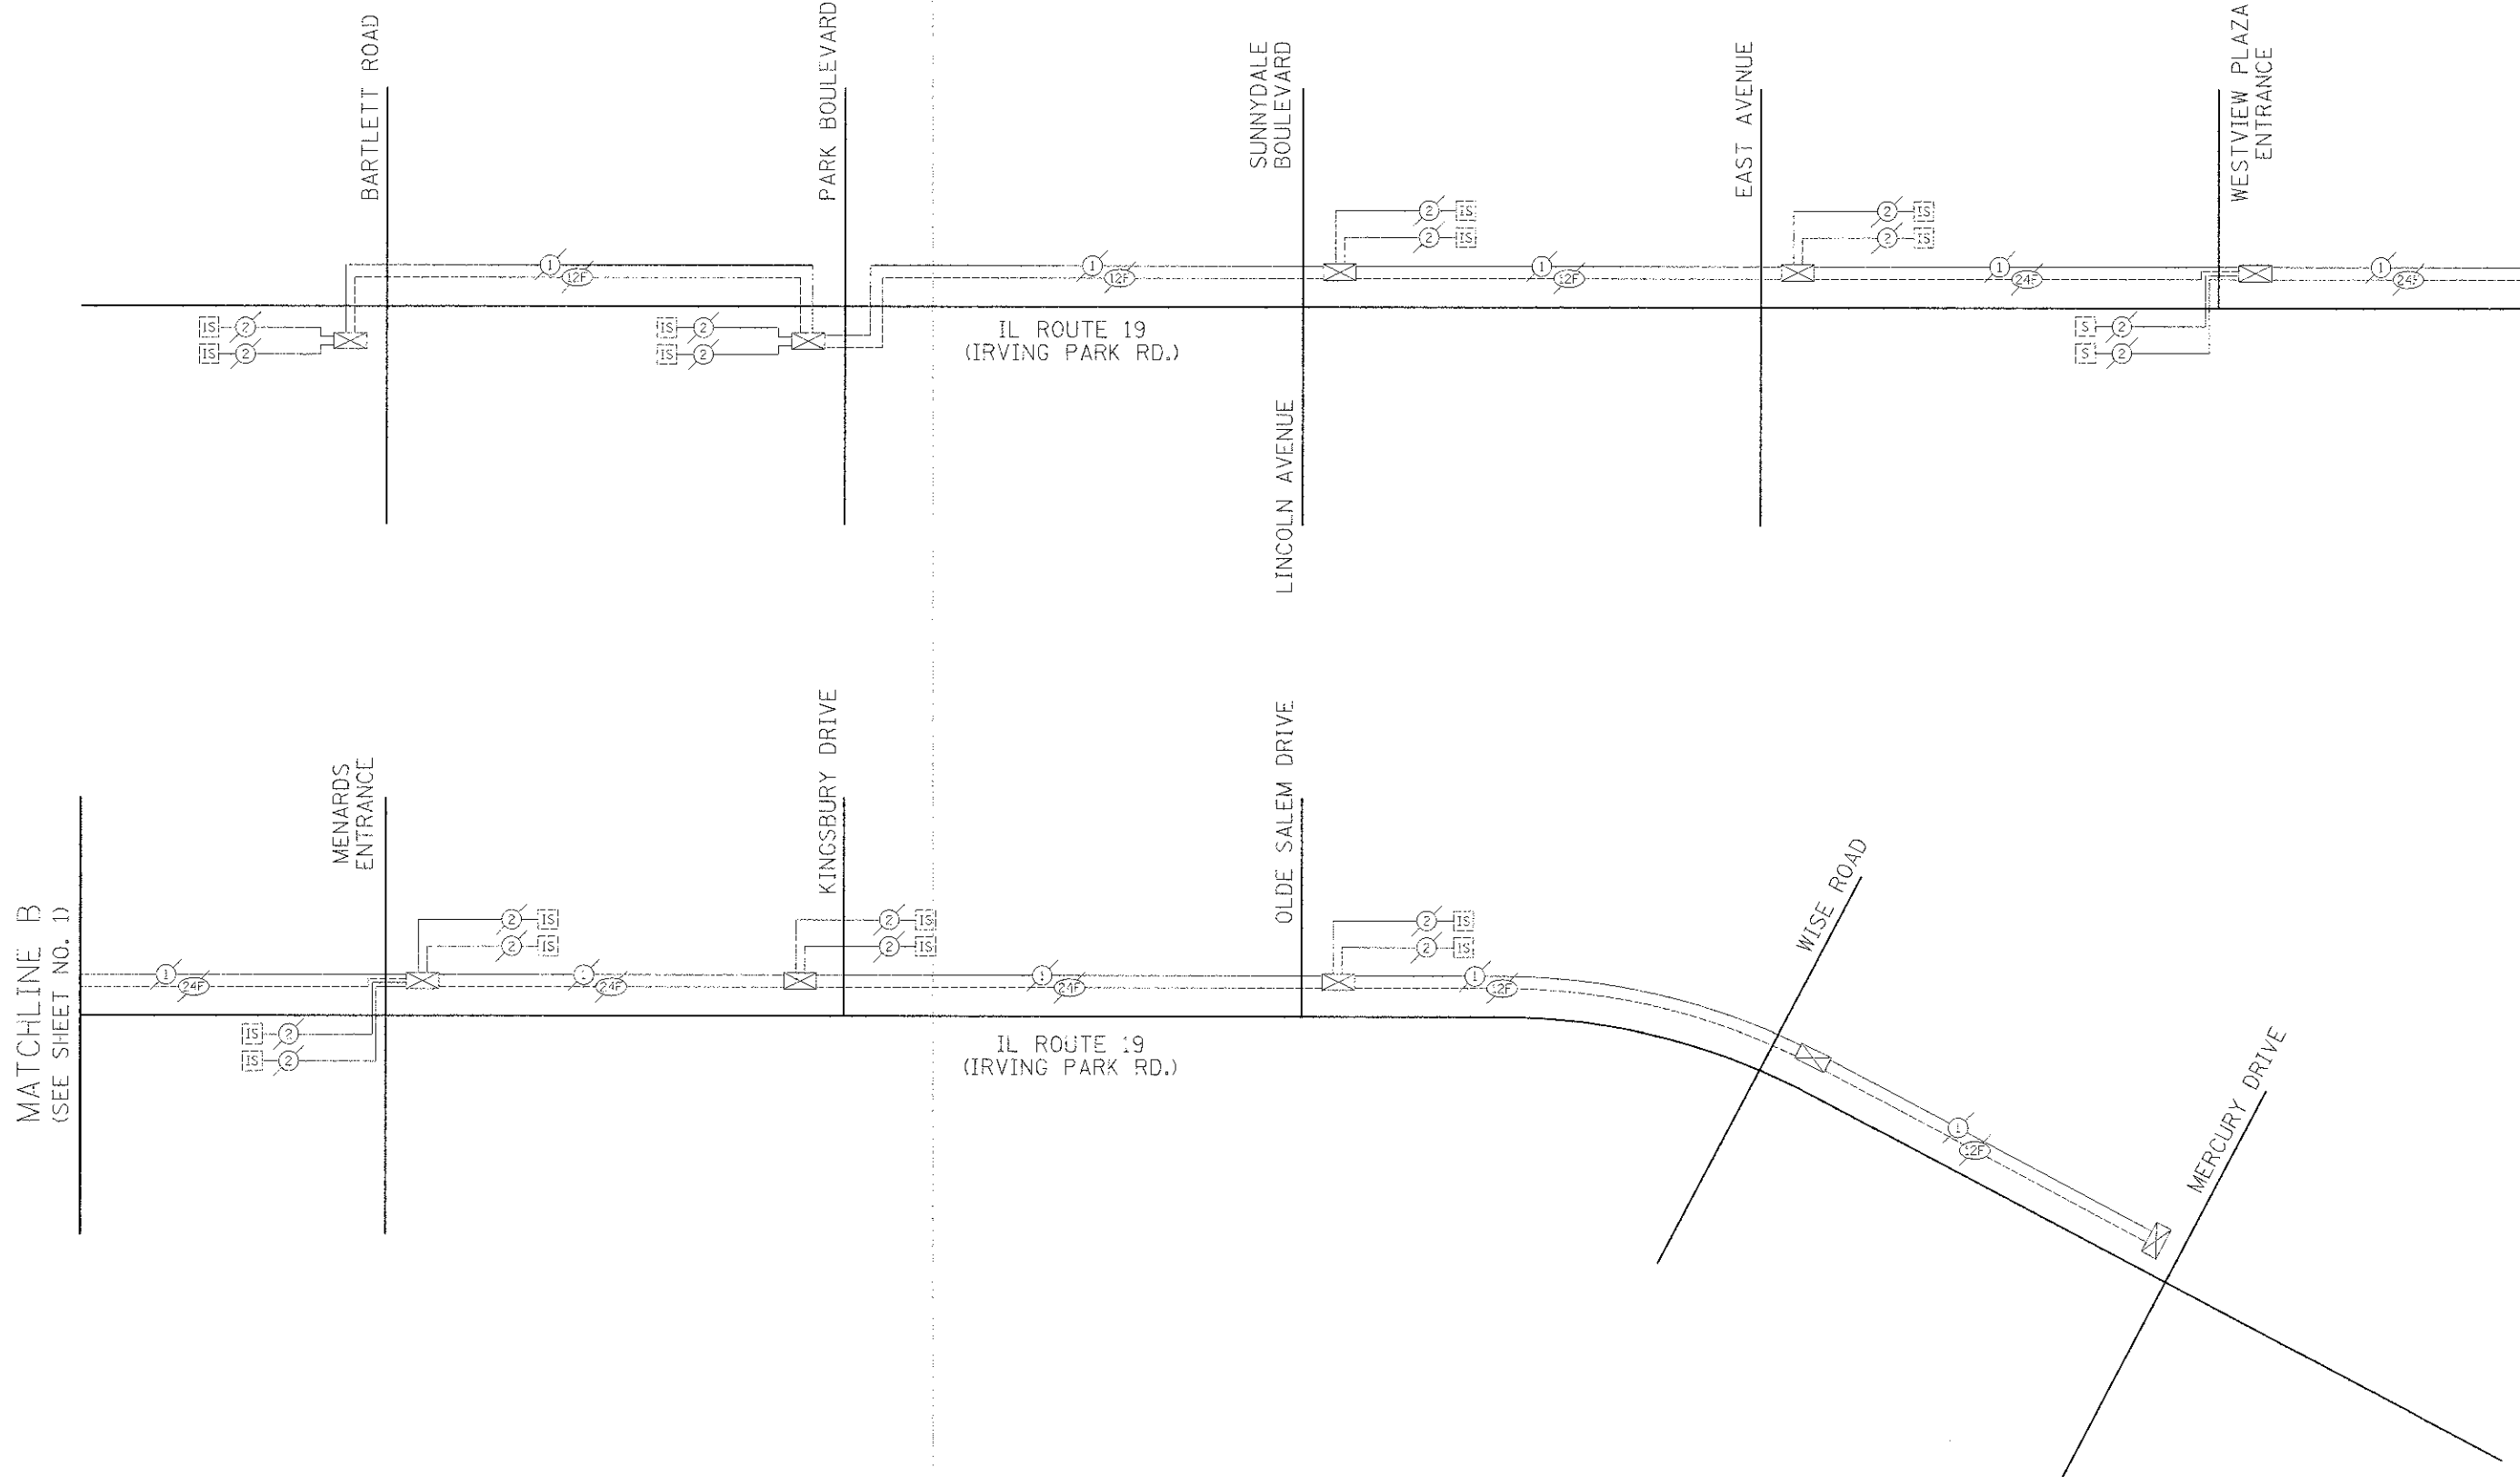 BARTLETT ROAD
PARK BOULEVARD
SUNNYDALE
BOULEVARD
EAST AVENUE
WESTVIEW PLAZA
ENTRANCE
2 IS
2 IS
2 IS
2 IS
1
12F
1
12F
1
12F
1
24F
1
24F
IS 2
IS 2
IS 2
IS 2
IL ROUTE 19
(IRVING PARK RD.)
S 2
S 2
LINCOLN AVENUE
MATCHLINE B
(SEE SHEET NO. 1)
MENARDS
ENTRANCE
KINGSBURY DRIVE
OLDE SALEM DRIVE
WISE ROAD
MERCURY DRIVE
2 IS
2 IS
2 IS
2 IS
2 IS
2 IS
1
24F
1
24F
1
24F
1
12F
IS 2
IS 2
IL ROUTE 19
(IRVING PARK RD.)
1
12F